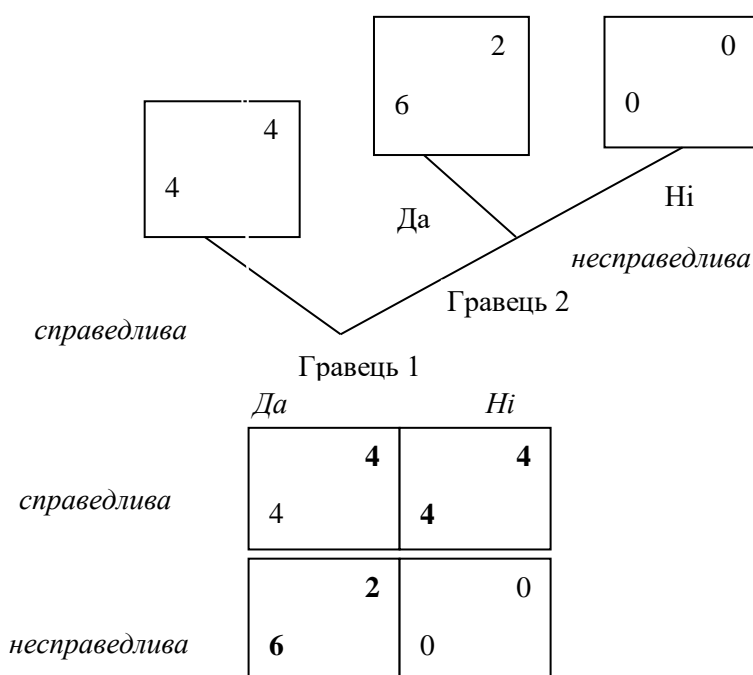 2
0
4
6
0
4
Да
Ні
несправедлива
Гравець 2
справедлива
Гравець 1
Да Ні
4 4
справедлива
4 4
2 0
несправедлива
6 0